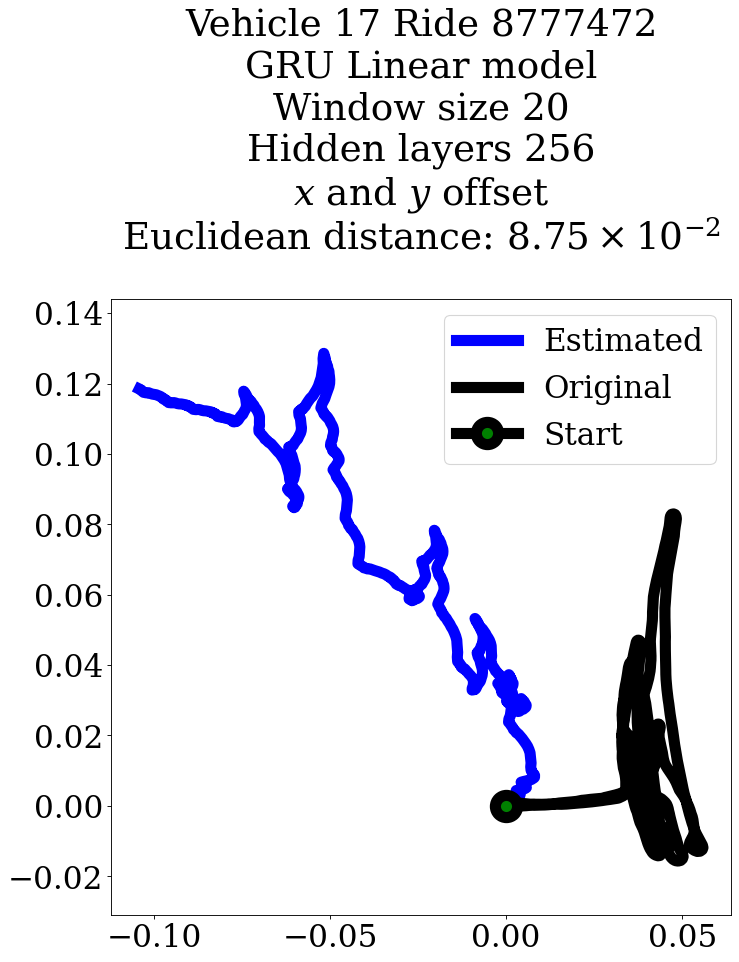 Vehicle 17 Ride 8777472
GRU Linear model
Window size 20
Hidden layers 256
x and y offset
Euclidean distance: 8.75 × 10⁻²
0.14
0.12
0.10
0.08
0.06
0.04
0.02
0.00
−0.02
Estimated
Original
Start
−0.10 −0.05 0.00 0.05